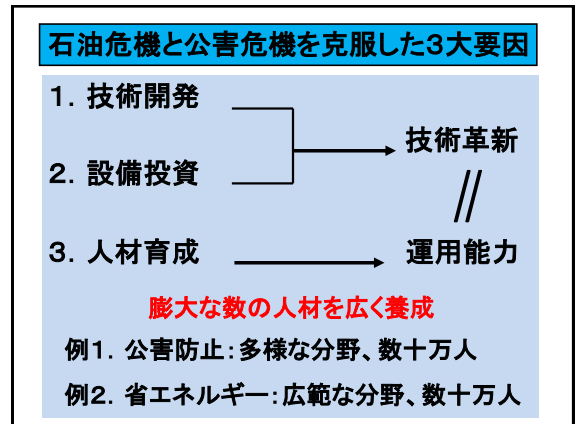 石油危機と公害危機を克服した３大要因
１．技術開発
技術革新
２．設備投資
３．人材育成
運用能力
膨大な数の人材を広く養成
例１．公害防止：多様な分野、数十万人
例２．省エネルギー：広範な分野、数十万人